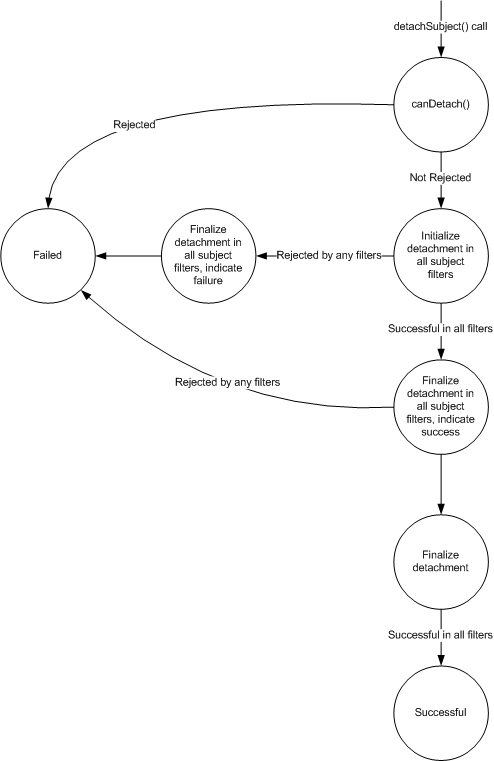 detachSubject() call
canDetach()
Rejected
Not Rejected
Failed
Finalize
detachment in
all subject
filters, indicate
failure
Rejected by any filters
Initialize
detachment in
all subject
filters
Successful in all filters
Rejected by any filters
Finalize
detachment in
all subject
filters, indicate
success
Finalize
detachment
Successful in all filters
Successful